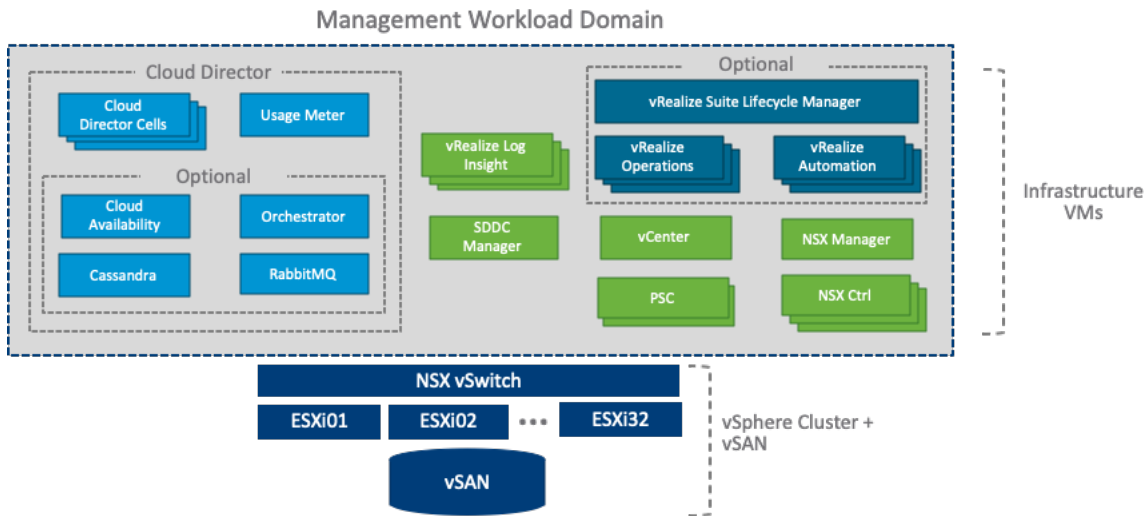 Management Workload Domain
Cloud Director
Cloud
Director Cells
Usage Meter
Optional
Cloud
Availability
Orchestrator
Cassandra
RabbitMQ
vRealize Log
Insight
SDDC
Manager
Optional
vRealize Suite Lifecycle Manager
vRealize
Operations
vRealize
Automation
vCenter
NSX Manager
PSC
NSX Ctrl
Infrastructure
VMs
NSX vSwitch
ESXi01
ESXi02
...
ESXi32
vSAN
vSphere Cluster +
vSAN